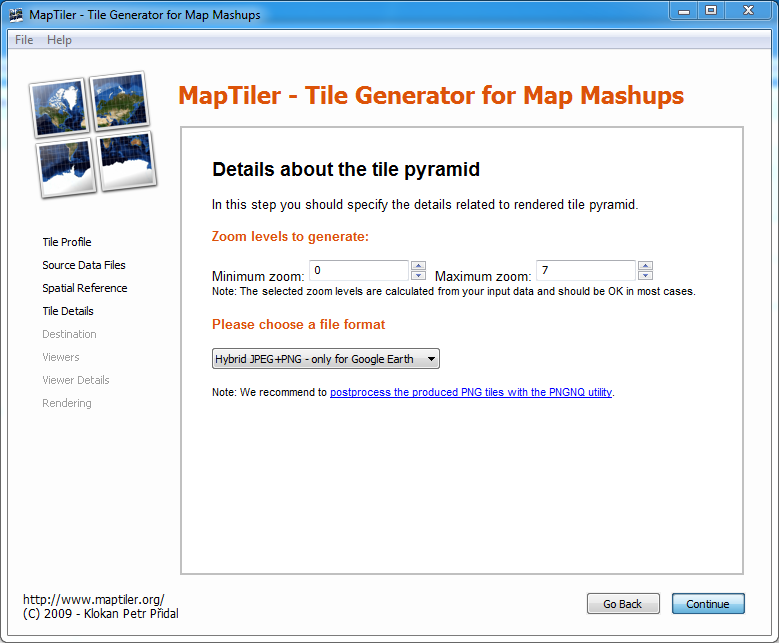 MapTiler - Tile Generator for Map Mashups
File Help
MapTiler - Tile Generator for Map Mashups
Details about the tile pyramid
In this step you should specify the details related to rendered tile pyramid.
Zoom levels to generate:
Minimum zoom: 0 Maximum zoom: 7
Note: The selected zoom levels are calculated from your input data and should be OK in most cases.
Please choose a file format
Hybrid JPEG+PNG - only for Google Earth
Note: We recommend to postprocess the produced PNG tiles with the PNGNQ utility.
Tile Profile
Source Data Files
Spatial Reference
Tile Details
Destination
Viewers
Viewer Details
Rendering
http://www.maptiler.org/
(C) 2009 - Klokan Petr Přidal
Go Back Continue